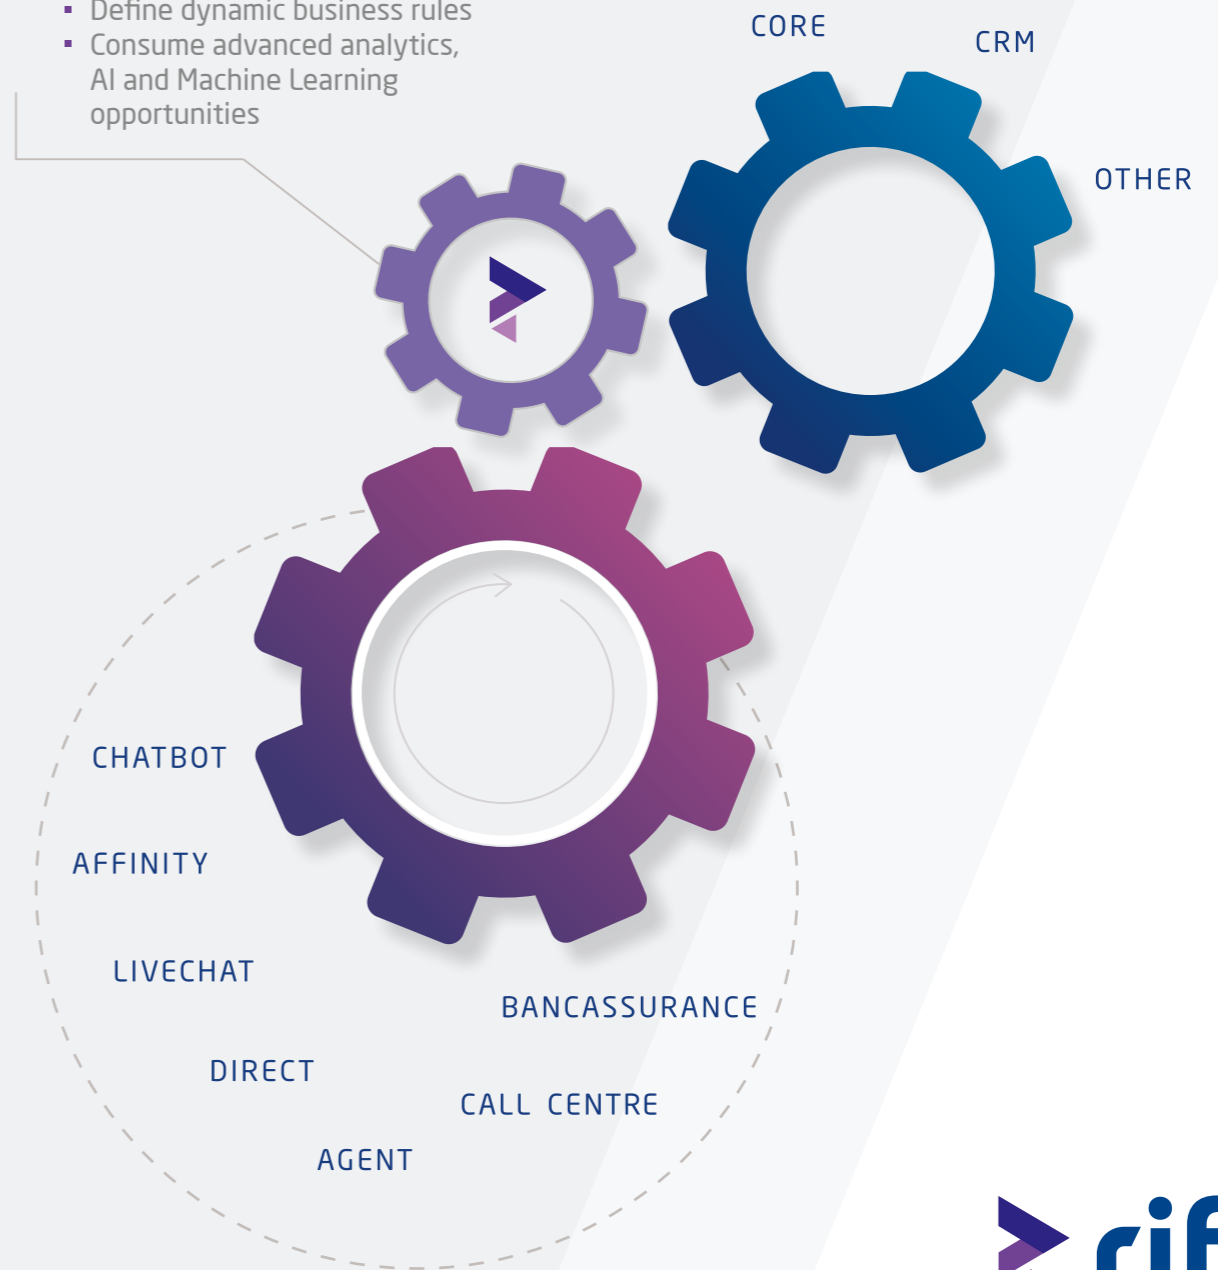 Define dynamic business rules
Consume advanced analytics,
AI and Machine Learning
opportunities
CORE
CRM
OTHER
CHATBOT
AFFINITY
LIVECHAT
BANCASSURANCE
DIRECT
CALL CENTRE
AGENT